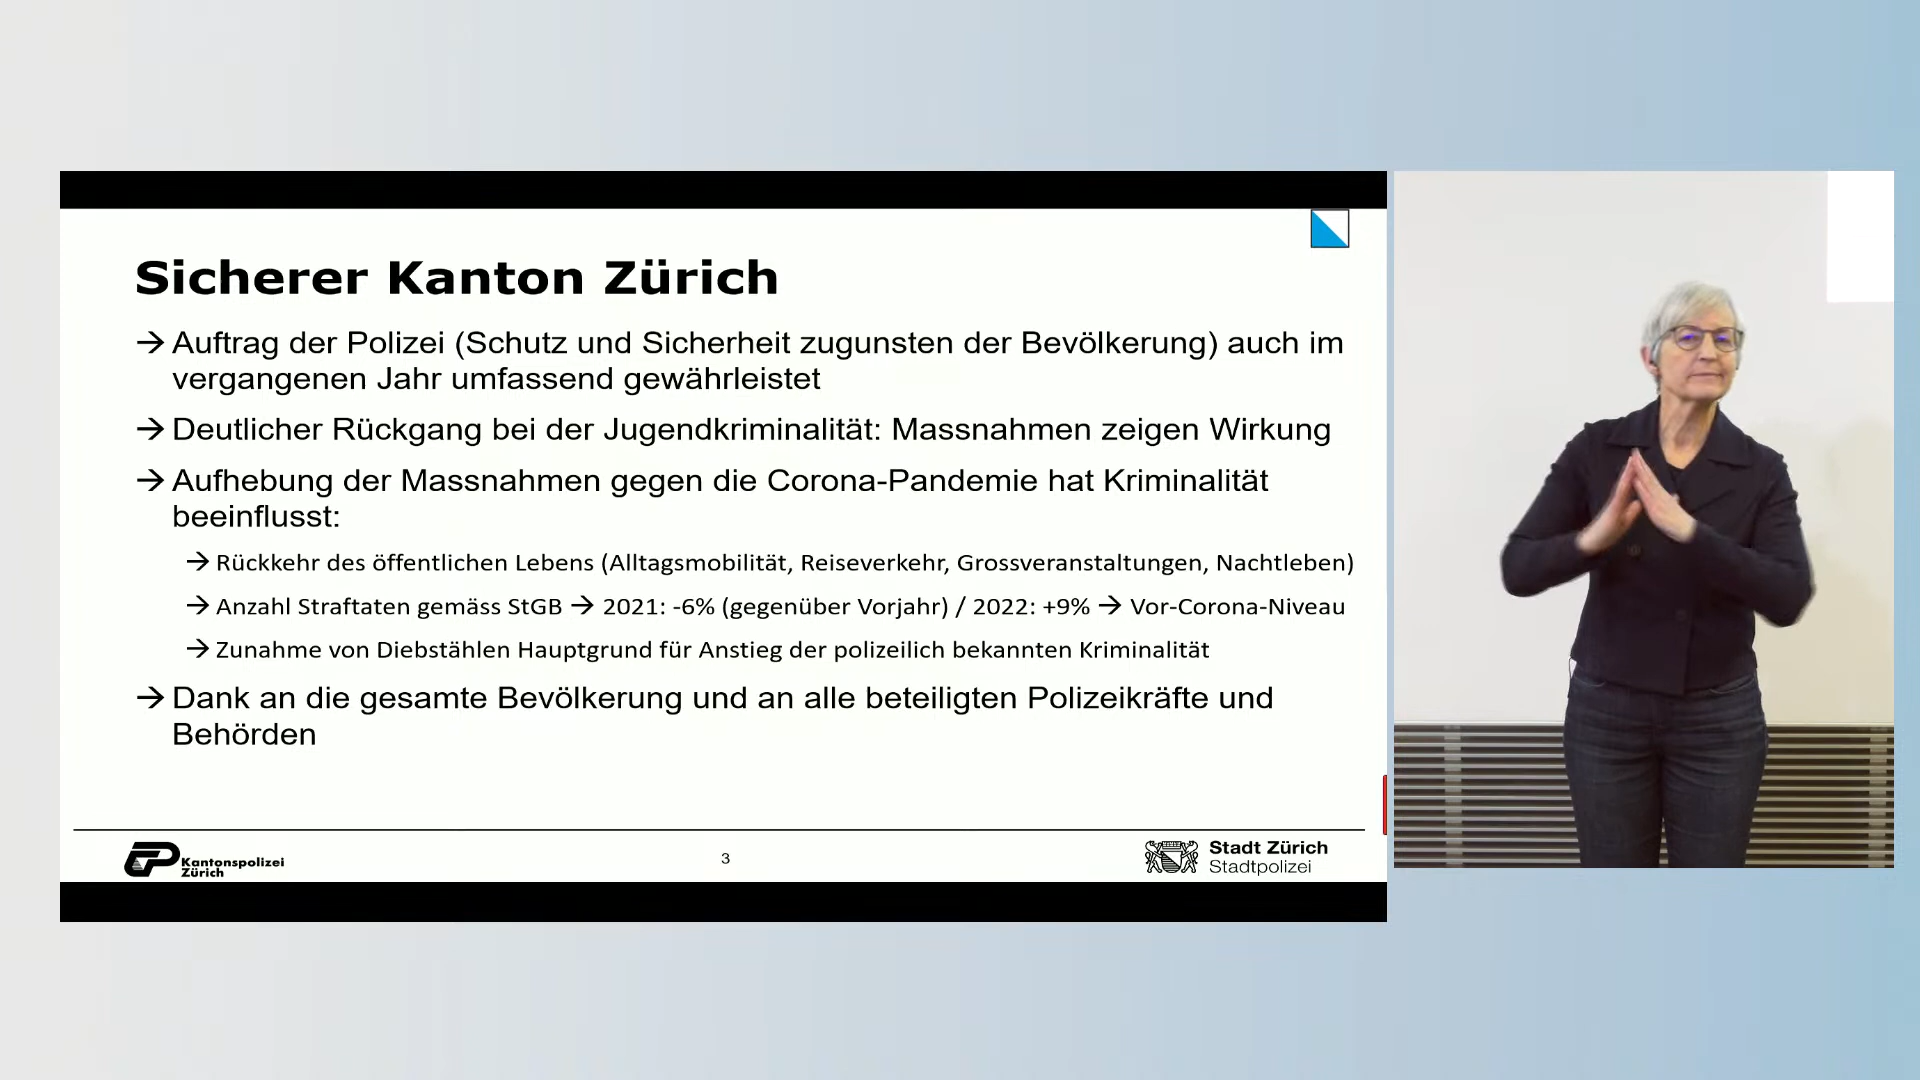 Sicherer Kanton Zürich
→ Auftrag der Polizei (Schutz und Sicherheit zugunsten der Bevölkerung) auch im
vergangenen Jahr umfassend gewährleistet
→ Deutlicher Rückgang bei der Jugendkriminalität: Massnahmen zeigen Wirkung
→ Aufhebung der Massnahmen gegen die Corona-Pandemie hat Kriminalität
beeinflusst:
→ Rückkehr des öffentlichen Lebens (Alltagsmobilität, Reiseverkehr, Grossveranstaltungen, Nachtleben)
→ Anzahl Straftaten gemäss StGB → 2021: -6% (gegenüber Vorjahr) / 2022: +9% → Vor-Corona-Niveau
→ Zunahme von Diebstählen Hauptgrund für Anstieg der polizeilich bekannten Kriminalität
→ Dank an die gesamte Bevölkerung und an alle beteiligten Polizeikräfte und
Behörden
Kantonspolizei
Zürich
3
Stadt Zürich
Stadtpolizei